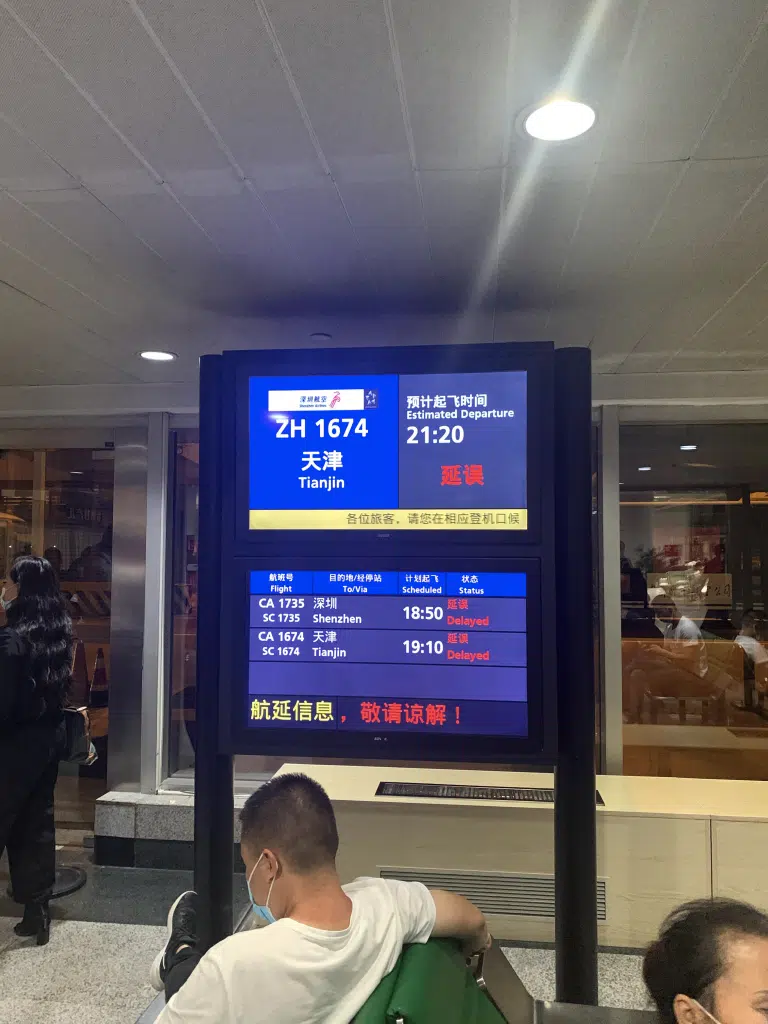 深圳航空
Shenzhen Airlines
ZH 1674
天津
Tianjin
预计起飞时间
Estimated Departure
21:20
延误
各位旅客，请您在相应登机口候
航班号 目的地/经停站 计划起飞 状态
Flight To/Via Scheduled Status
CA 1735 深圳 18:50 延误
SC 1735 Shenzhen Delayed
CA 1674 天津 19:10 延误
SC 1674 Tianjin Delayed
航延信息，敬请谅解！